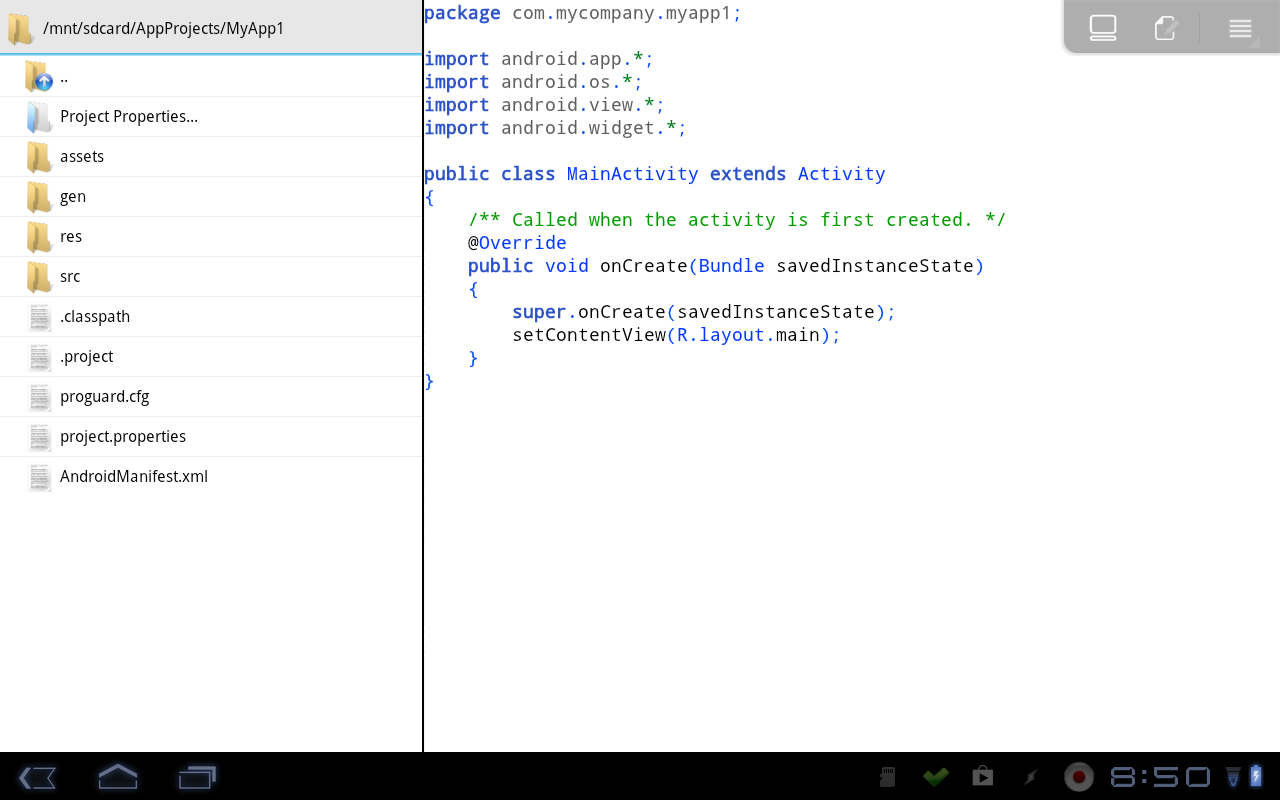 /mnt/sdcard/AppProjects/MyApp1
..
Project Properties...
assets
gen
res
src
.classpath
.project
proguard.cfg
project.properties
AndroidManifest.xml
package com.mycompany.myapp1;
import android.app.*;
import android.os.*;
import android.view.*;
import android.widget.*;
public class MainActivity extends Activity
{
/** Called when the activity is first created. */
@Override
public void onCreate(Bundle savedInstanceState)
{
super.onCreate(savedInstanceState);
setContentView(R.layout.main);
}
}
8:50